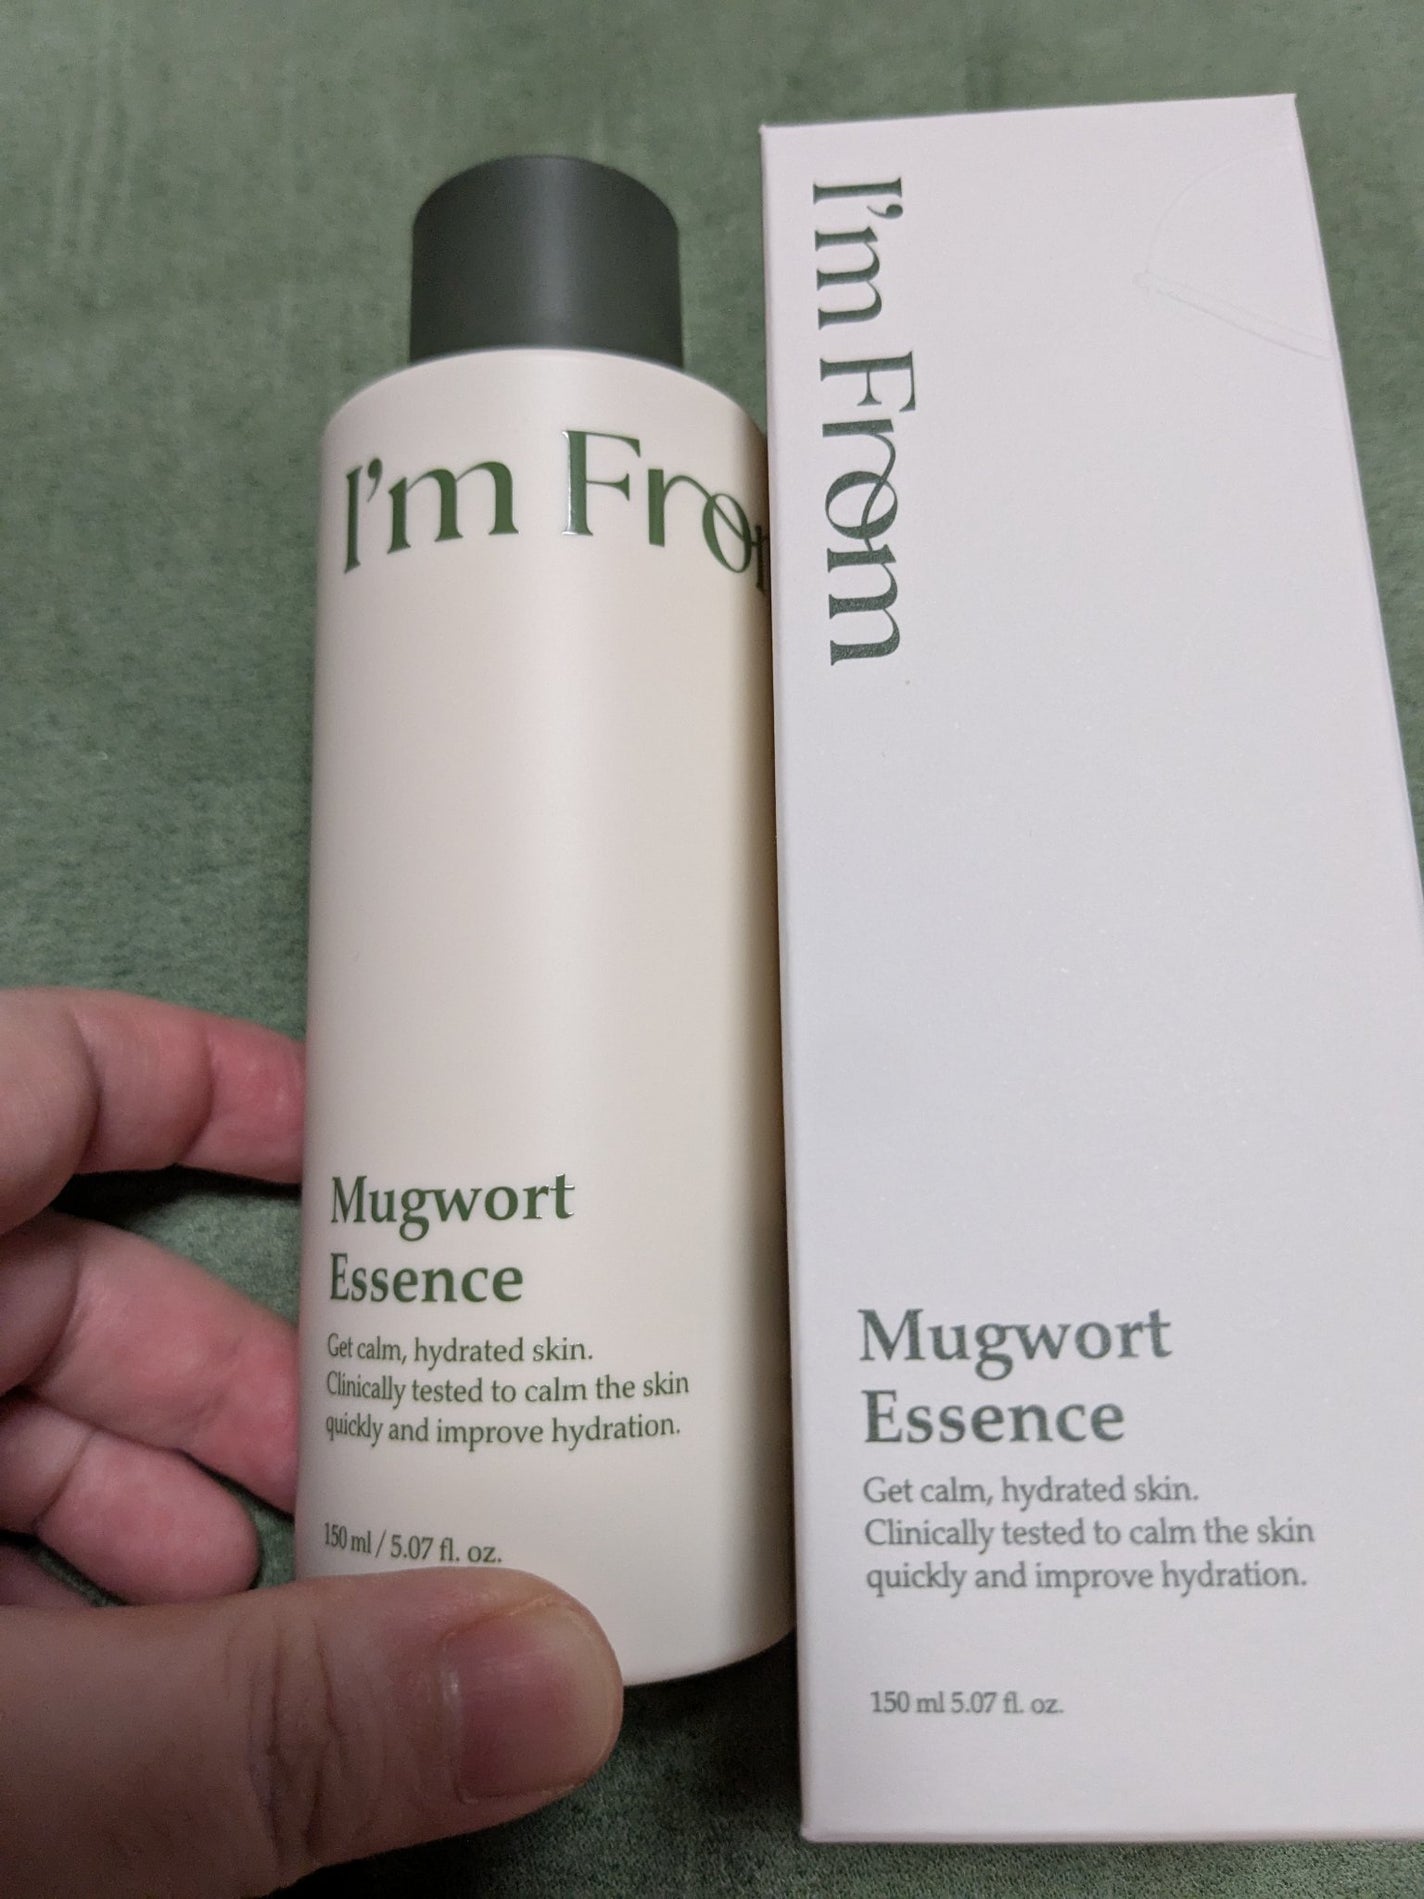 I'm From
Mugwort
Essence
Get calm, hydrated skin.
Clinically tested to calm the skin
quickly and improve hydration.
150 ml / 5.07 fl. oz.
I'm From
Mugwort
Essence
Get calm, hydrated skin.
Clinically tested to calm the skin
quickly and improve hydration.
150 ml 5.07 fl. oz.